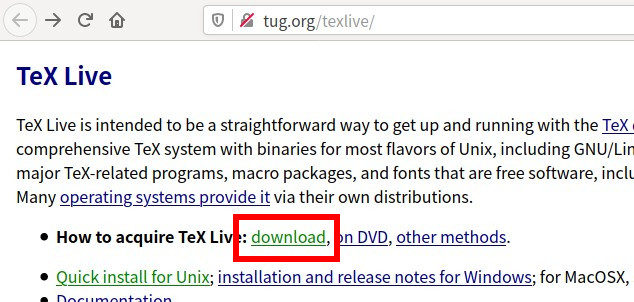 tug.org/texlive/
TeX Live
TeX Live is intended to be a straightforward way to get up and running with the TeX
comprehensive TeX system with binaries for most flavors of Unix, including GNU/Lin
major TeX-related programs, macro packages, and fonts that are free software, inclu
Many operating systems provide it via their own distributions.
• How to acquire TeX Live: download, on DVD, other methods.
• Quick install for Unix; installation and release notes for Windows; for MacOSX,
• Documentation